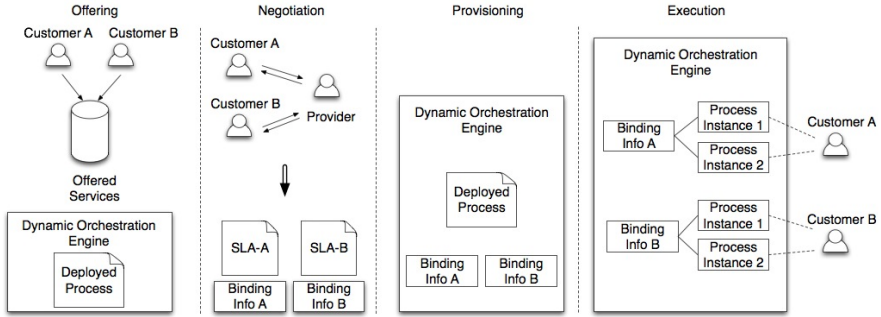 Offering
Customer A
Customer B
Offered
Services
Dynamic Orchestration
Engine
Deployed
Process
Negotiation
Customer A
Customer B
Provider
SLA-A
SLA-B
Binding
Info A
Binding
Info B
Provisioning
Dynamic Orchestration
Engine
Deployed
Process
Binding
Info A
Binding
Info B
Execution
Dynamic Orchestration
Engine
Binding
Info A
Process
Instance 1
Process
Instance 2
Customer A
Binding
Info B
Process
Instance 1
Process
Instance 2
Customer B